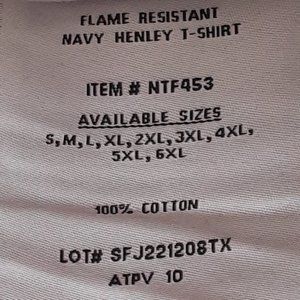 FLAME RESISTANT
NAVY HENLEY T-SHIRT
ITEM # NTF453
AVAILABLE SIZES
S, M, L, XL, 2XL, 3XL, 4XL,
5XL, 6XL
100% COTTON
LOT# SFJ221208TX
ATPV 10